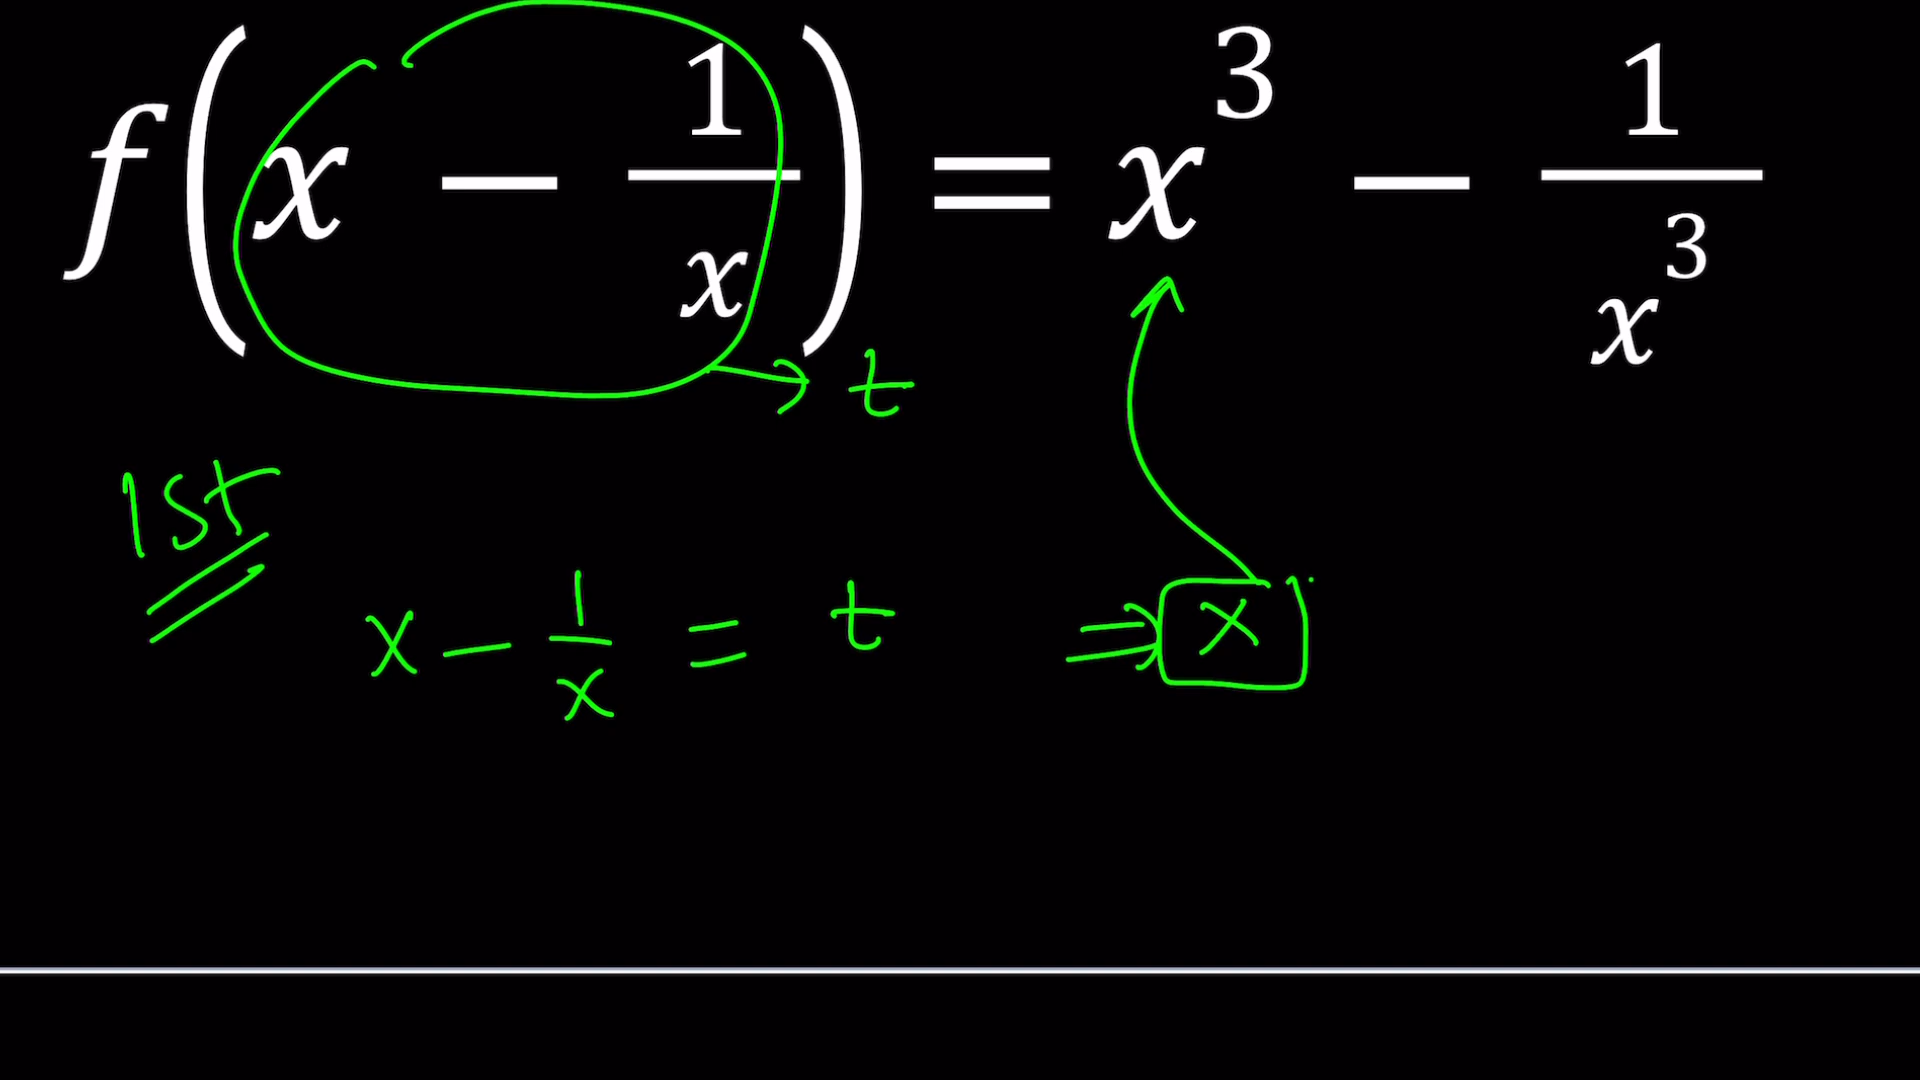 f(x − 1/x) = x³ − 1/x³
→ t
1st
x − 1/x = t ⇒ x